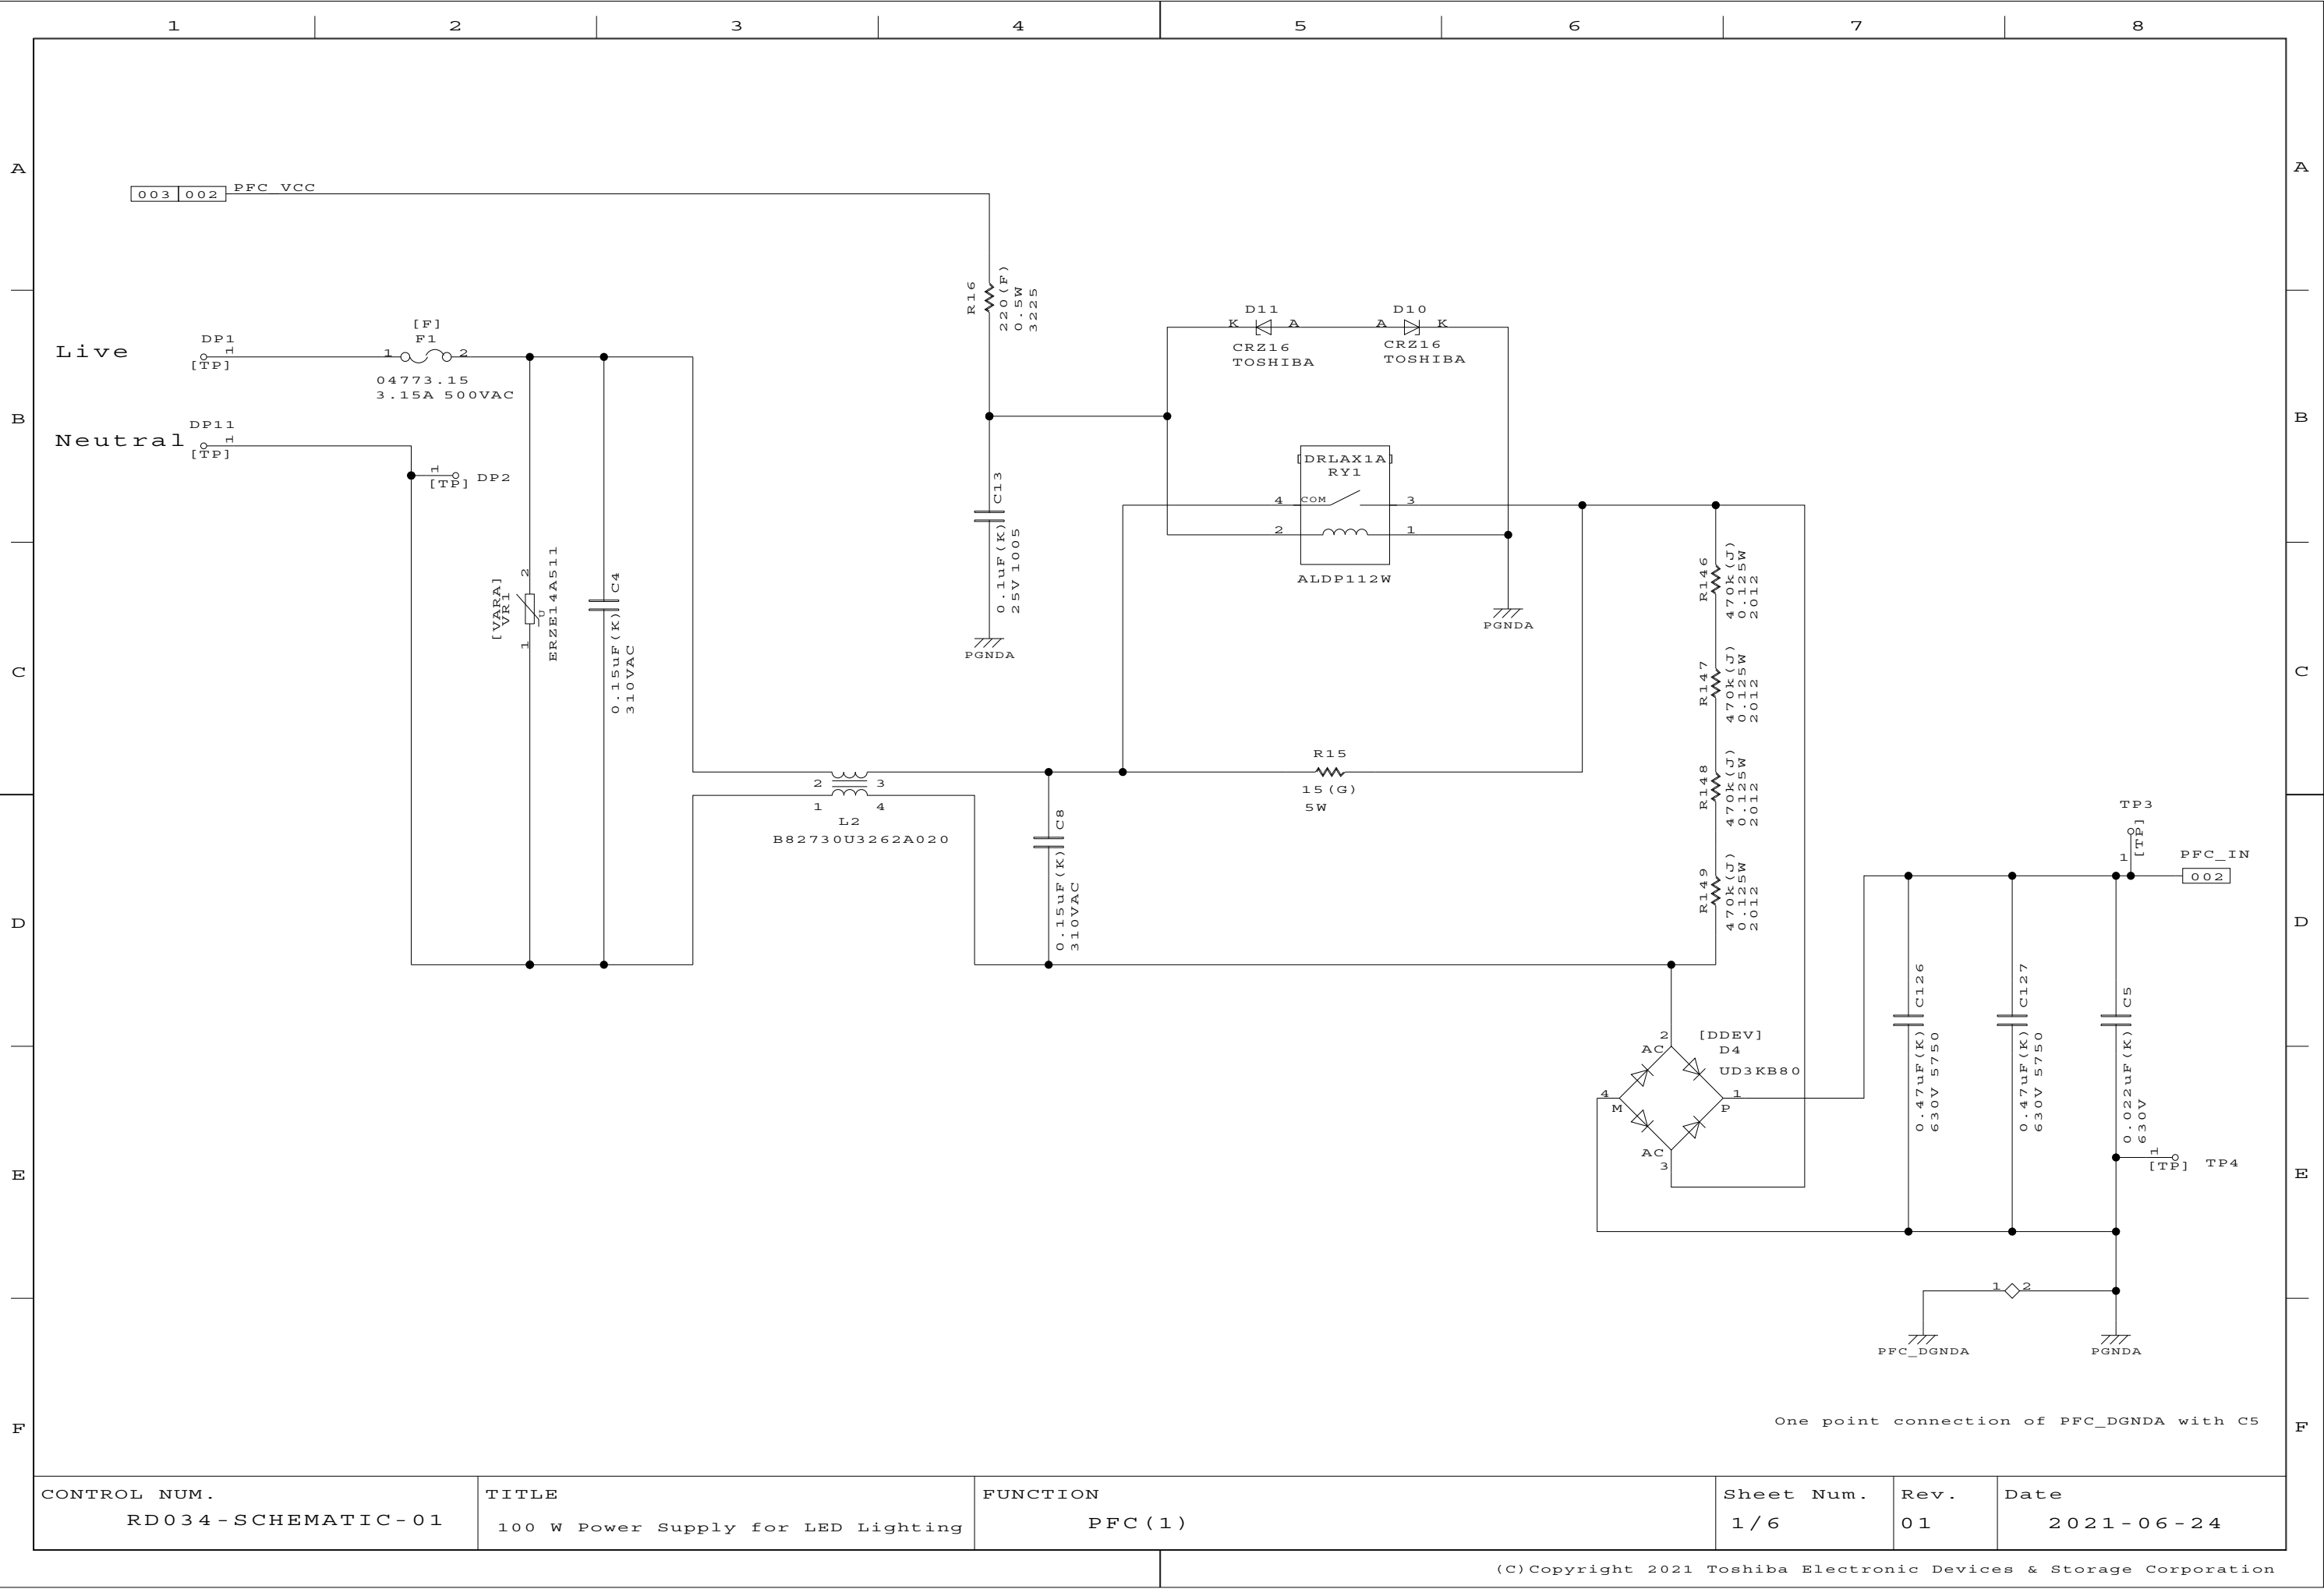 1 2 3 4 5 6 7 8
A A
003 002 PFC_VCC
R16
220(F)
0.5W
3225
D11
K A
CRZ16
TOSHIBA
D10
A K
CRZ16
TOSHIBA
Live
DP1
1
[TP]
[F]
F1
1 2
04773.15
3.15A 500VAC
B B
Neutral
DP11
1
[TP]
1
[TP] DP2
[DRLAX1A]
RY1
4 COM 3
2 1
ALDP112W
C13
0.1uF(K)
25V 1005
PGNDA
PGNDA
[VARA]
VR1
2
1
U
ERZE14A511
C4
0.15uF(K)
310VAC
R146
470k(J)
0.125W
2012
C C
R147
470k(J)
0.125W
2012
R15
15(G)
5W
2 3
1 4
L2
B82730U3262A020
C8
0.15uF(K)
310VAC
R148
470k(J)
0.125W
2012
R149
470k(J)
0.125W
2012
TP3
[TP]
1
PFC_IN
002
D D
2 [DDEV]
AC D4
UD3KB80
4 1
M P
AC
3
C126
0.47uF(K)
630V 5750
C127
0.47uF(K)
630V 5750
C5
0.022uF(K)
630V
1
[TP] TP4
E E
1 2
PFC_DGNDA
PGNDA
One point connection of PFC_DGNDA with C5
F F
CONTROL NUM.
RD034-SCHEMATIC-01
TITLE
100 W Power Supply for LED Lighting
FUNCTION
PFC(1)
Sheet Num.
1/6
Rev.
01
Date
2021-06-24
(C)Copyright 2021 Toshiba Electronic Devices & Storage Corporation